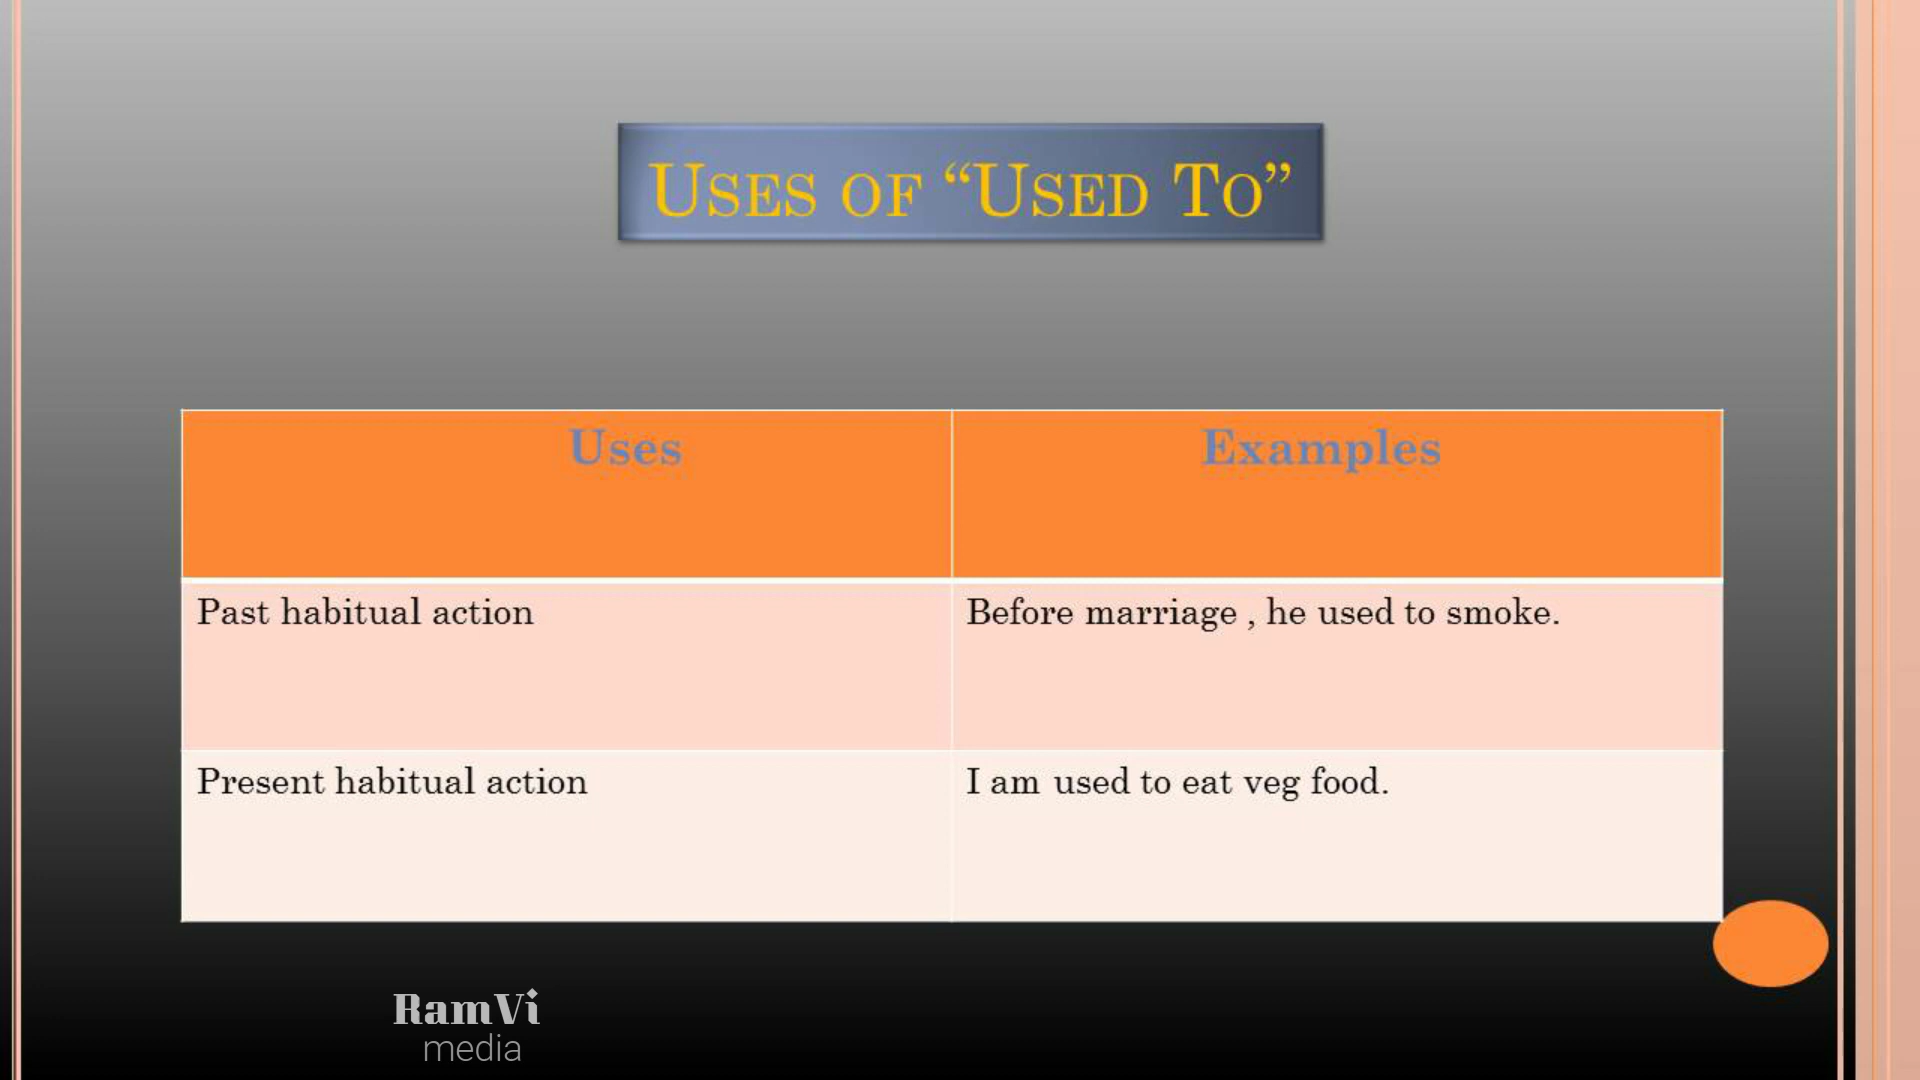 Uses of “Used To”
Uses Examples
Past habitual action Before marriage , he used to smoke.
Present habitual action I am used to eat veg food.
RamVi
media